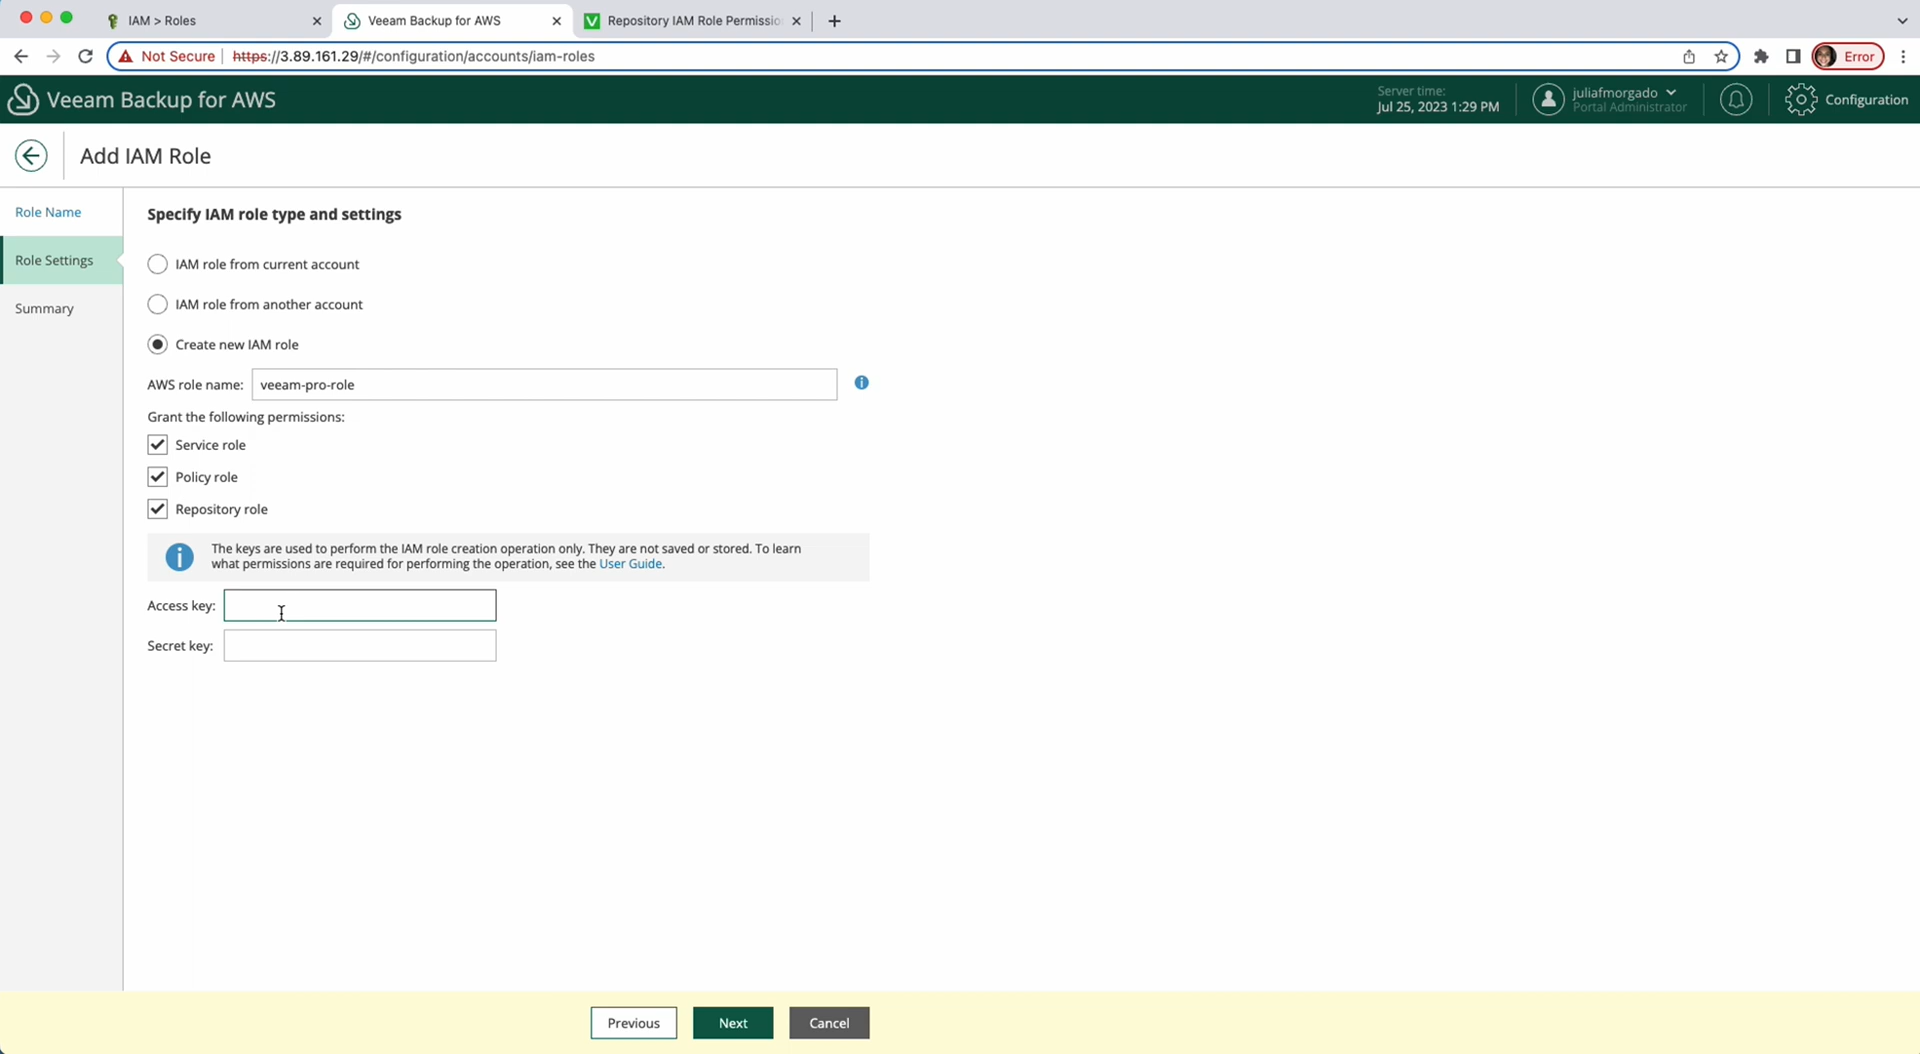 IAM > Roles
Veeam Backup for AWS
Repository IAM Role Permissio
Not Secure
https://3.89.161.29/#/configuration/accounts/iam-roles
Error
Veeam Backup for AWS
Server time:
Jul 25, 2023 1:29 PM
juliafmorgado
Portal Administrator
Configuration
Add IAM Role
Role Name
Role Settings
Summary
Specify IAM role type and settings
IAM role from current account
IAM role from another account
Create new IAM role
AWS role name: veeam-pro-role
Grant the following permissions:
Service role
Policy role
Repository role
The keys are used to perform the IAM role creation operation only. They are not saved or stored. To learn
what permissions are required for performing the operation, see the User Guide.
Access key:
Secret key:
Previous
Next
Cancel